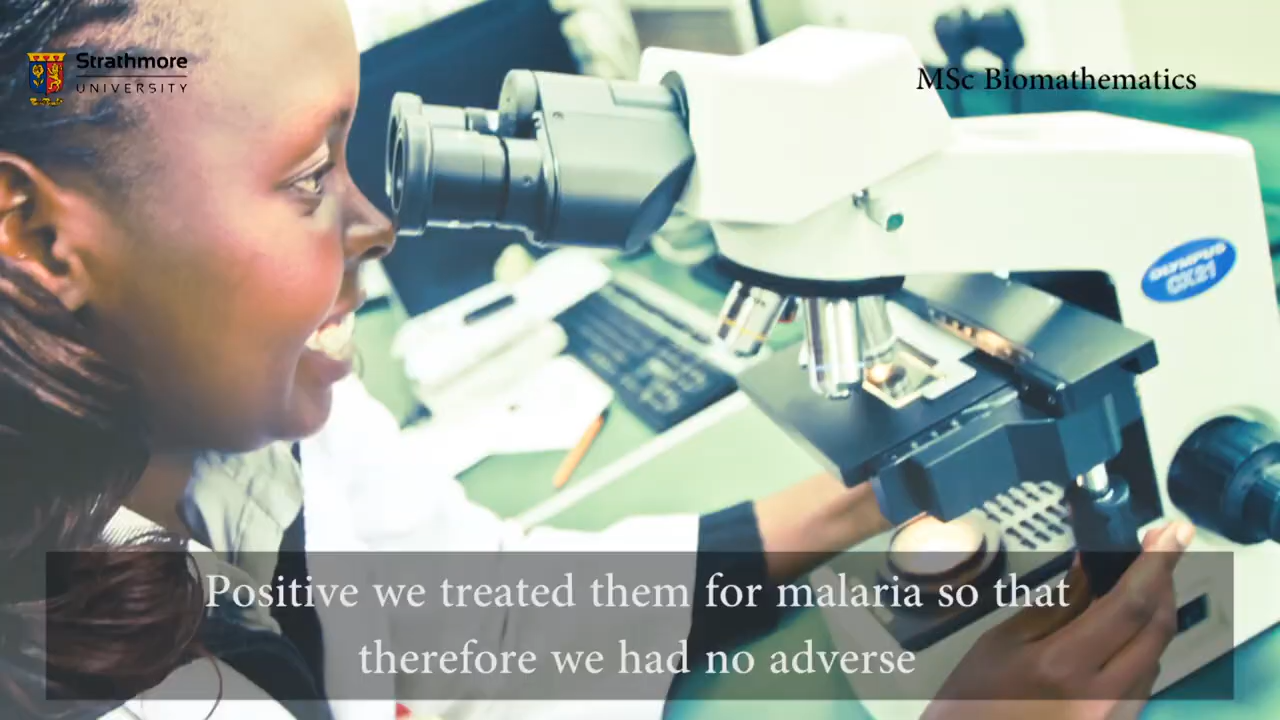 Strathmore
UNIVERSITY
MSc Biomathematics
OLYMPUS
CX21
Positive we treated them for malaria so that
therefore we had no adverse